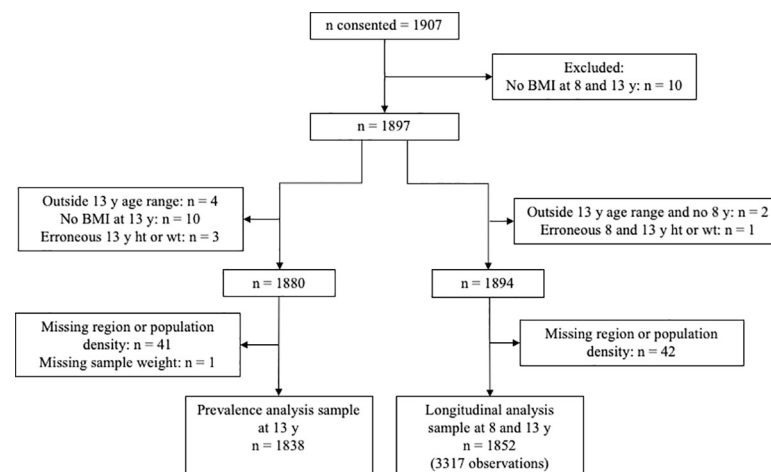 n consented = 1907
Excluded:
No BMI at 8 and 13 y: n = 10
n = 1897
Outside 13 y age range: n = 4
No BMI at 13 y: n = 10
Erroneous 13 y ht or wt: n = 3
Outside 13 y age range and no 8 y: n = 2
Erroneous 8 and 13 y ht or wt: n = 1
n = 1880
n = 1894
Missing region or population
density: n = 41
Missing sample weight: n = 1
Missing region or population
density: n = 42
Prevalence analysis sample
at 13 y
n = 1838
Longitudinal analysis
sample at 8 and 13 y
n = 1852
(3317 observations)